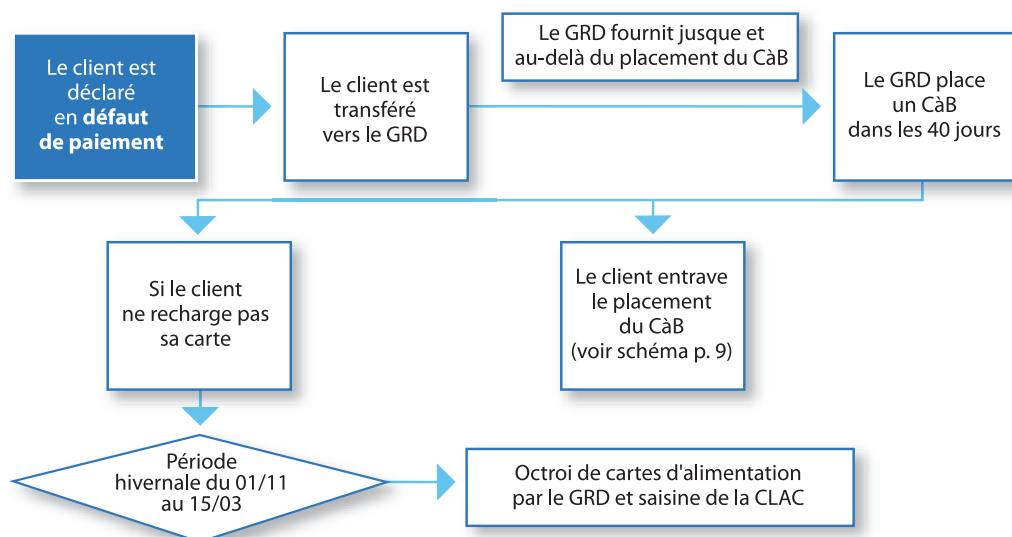 Le client est
déclaré
en défaut
de paiement
Le client est
transféré
vers le GRD
Le GRD fournit jusque et
au-delà du placement du CàB
Le GRD place
un CàB
dans les 40 jours
Si le client
ne recharge pas
sa carte
Le client entrave
le placement
du CàB
(voir schéma p. 9)
Période
hivernale du 01/11
au 15/03
Octroi de cartes d'alimentation
par le GRD et saisine de la CLAC